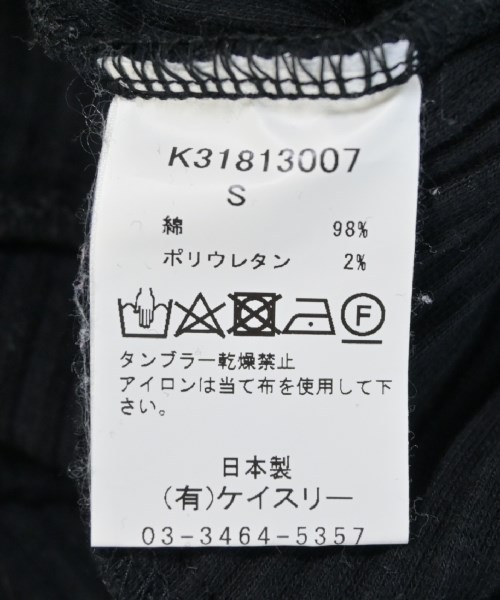 K31813007
S
綿 98%
ポリウレタン 2%
F
タンブラー乾燥禁止
アイロンは当て布を使用して下
さい。
日本製
(有)ケイスリー
03-3464-5357